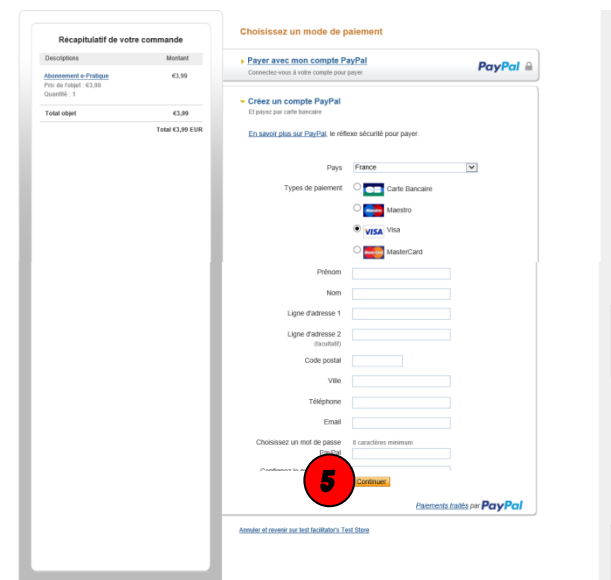 Récapitulatif de votre commande
Descriptions Montant
Abonnement e-Pratique €3,99
Prix de l'objet : €3,99
Quantité : 1
Total objet €3,99
Total €3,99 EUR
Choisissez un mode de paiement
Payer avec mon compte PayPal
Connectez-vous à votre compte pour payer
PayPal
Créez un compte PayPal
Et payez par carte bancaire
En savoir plus sur PayPal, le réflexe sécurité pour payer.
Pays France
Types de paiement CB Carte Bancaire
Maestro Maestro
VISA Visa
MasterCard
Prénom
Nom
Ligne d'adresse 1
Ligne d'adresse 2
(facultatif)
Code postal
Ville
Téléphone
Email
Choisissez un mot de passe 8 caractères minimum
PayPal
5
Continuer
Paiements traités par PayPal
Annuler et revenir sur test facilitator's Test Store